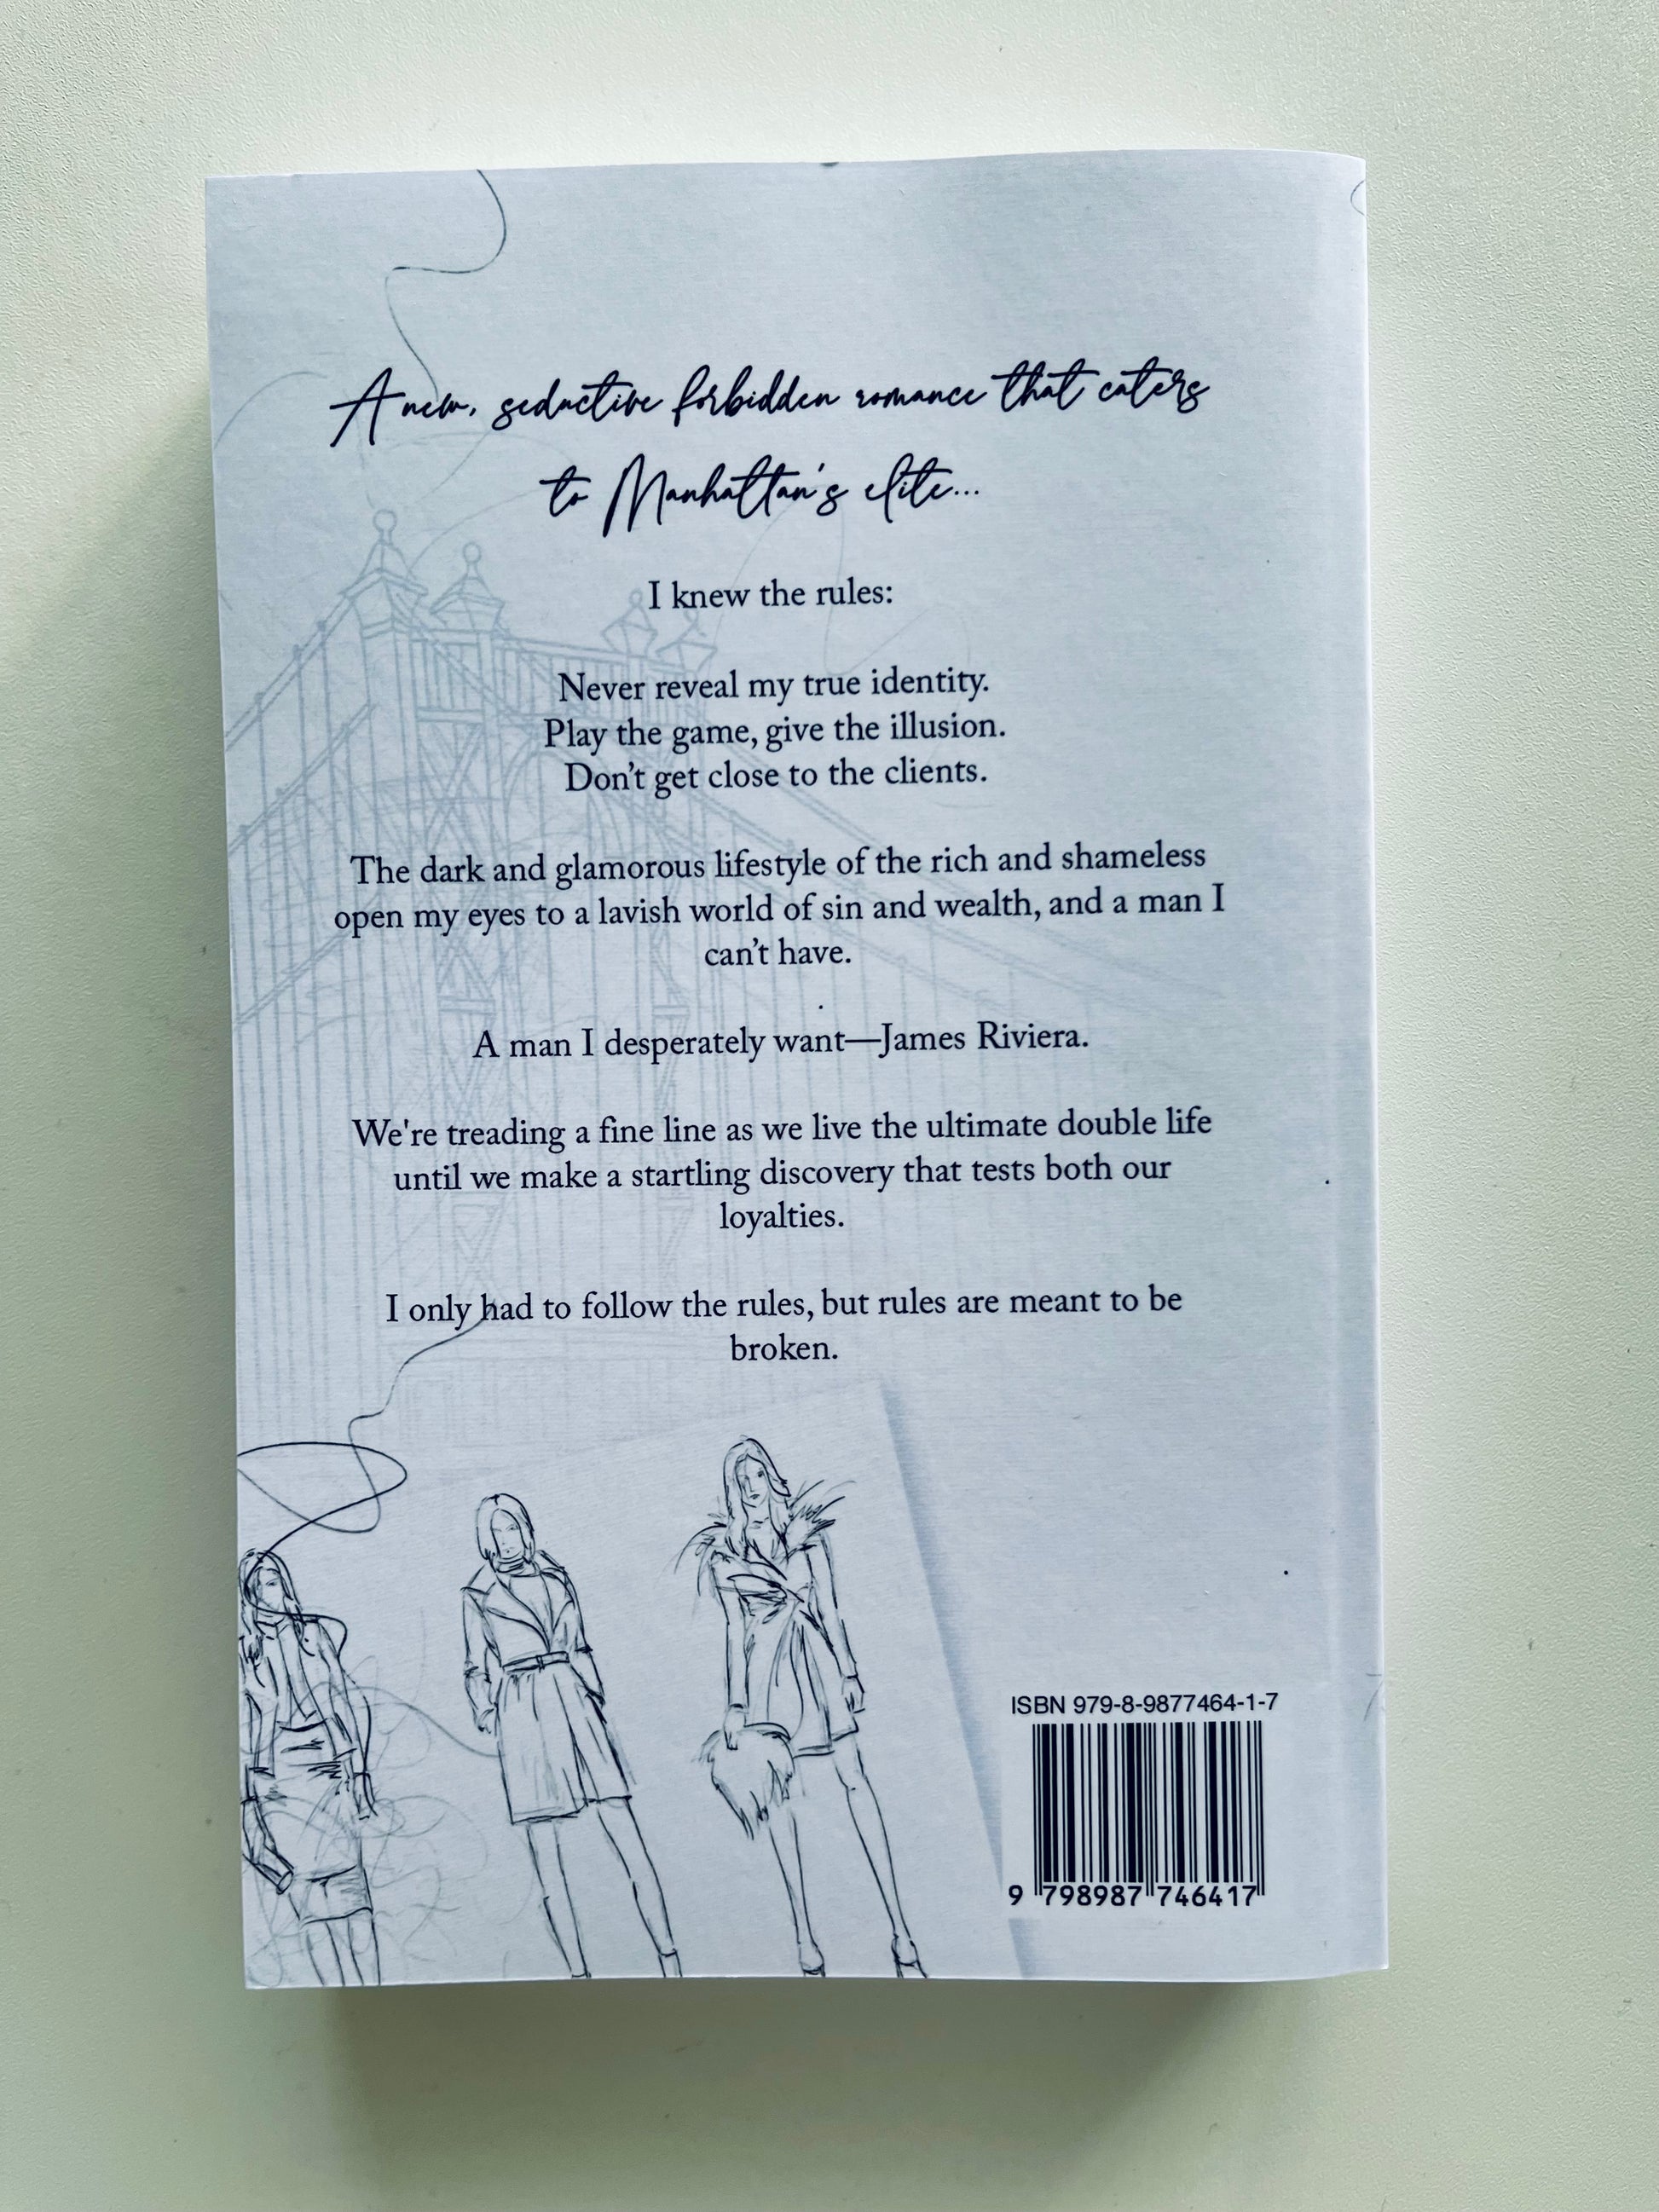 A new, seductive forbidden romance that caters
to Manhattan's elite...
I knew the rules:
Never reveal my true identity.
Play the game, give the illusion.
Don't get close to the clients.
The dark and glamorous lifestyle of the rich and shameless
open my eyes to a lavish world of sin and wealth, and a man I
can't have.
A man I desperately want—James Riviera.
We're treading a fine line as we live the ultimate double life
until we make a startling discovery that tests both our
loyalties.
I only had to follow the rules, but rules are meant to be
broken.
ISBN 979-8-9877464-1-7
9 798987 746417